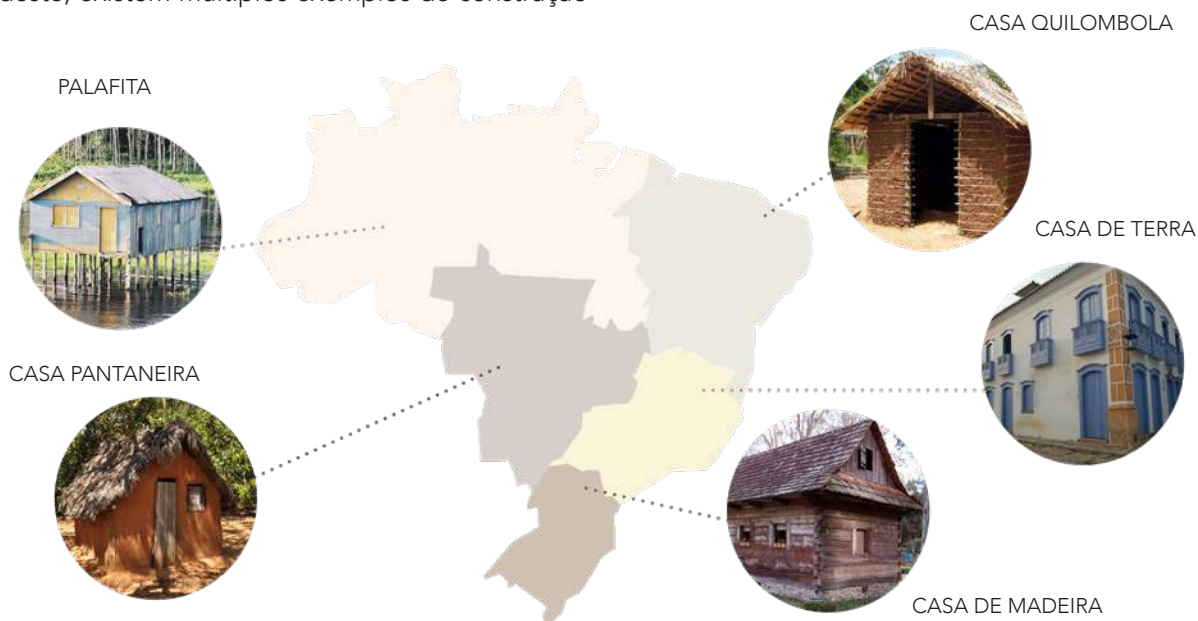 existem múltiplos exemplos de construção
CASA QUILOMBOLA
PALAFITA
CASA DE TERRA
CASA PANTANEIRA
CASA DE MADEIRA